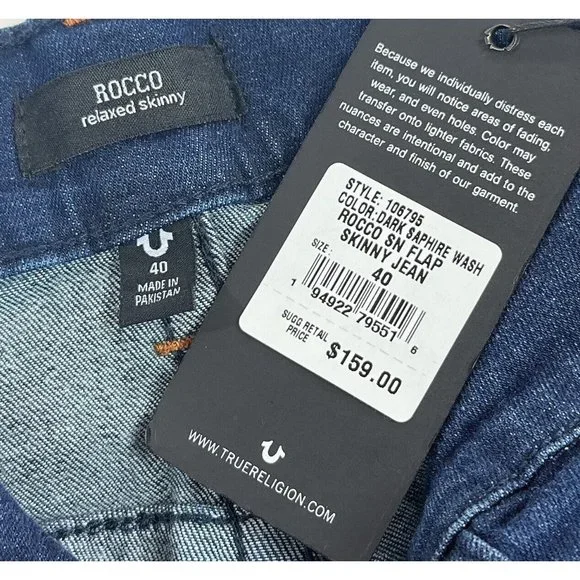 ROCCO
relaxed skinny
40
MADE IN
PAKISTAN
Because we individually distress each
item, you will notice areas of fading,
wear, and even holes. Color may
transfer onto lighter fabrics. These
nuances are intentional and add to the
character and finish of our garment.
STYLE: 106795
COLOR:DARK SAPHIRE WASH
ROCCO SN FLAP
SKINNY JEAN
SIZE: 40
1 94922 79551 6
SUGG RETAIL
PRICE $159.00
WWW.TRUERELIGION.COM